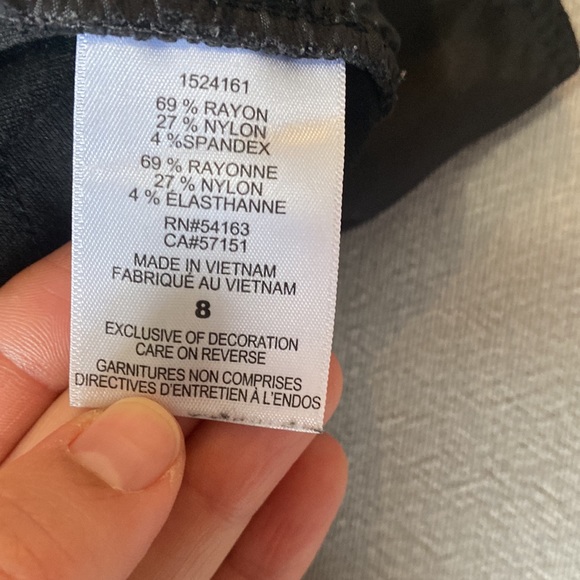 1524161
69 % RAYON
27 % NYLON
4 %SPANDEX
69 % RAYONNE
27 % NYLON
4 % ÉLASTHANNE
RN#54163
CA#57151
MADE IN VIETNAM
FABRIQUÉ AU VIETNAM
8
EXCLUSIVE OF DECORATION
CARE ON REVERSE
GARNITURES NON COMPRISES
DIRECTIVES D'ENTRETIEN À L'ENDOS